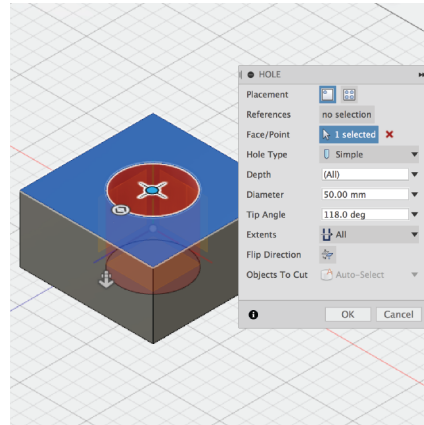 HOLE
Placement
References no selection
Face/Point 1 selected
Hole Type Simple
Depth (All)
Diameter 50.00 mm
Tip Angle 118.0 deg
Extents All
Flip Direction
Objects To Cut Auto-Select
OK Cancel